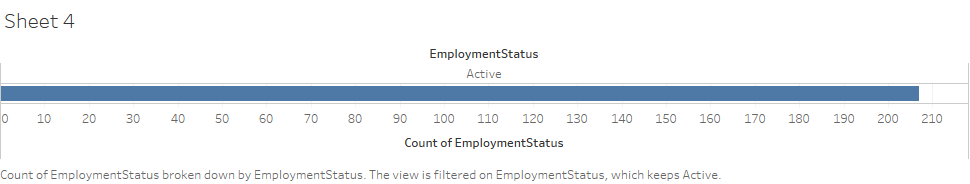 Sheet 4
EmploymentStatus
Active
0 10 20 30 40 50 60 70 80 90 100 110 120 130 140 150 160 170 180 190 200 210
Count of EmploymentStatus
Count of EmploymentStatus broken down by EmploymentStatus. The view is filtered on EmploymentStatus, which keeps Active.